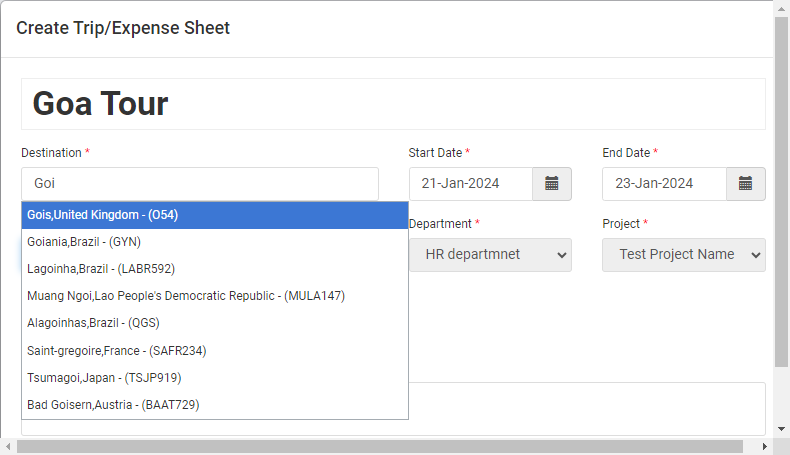 Create Trip/Expense Sheet
Goa Tour
Destination *
Start Date *
End Date *
Goi
21-Jan-2024
23-Jan-2024
Gois,United Kingdom - (O54)
Goiania,Brazil - (GYN)
Lagoinha,Brazil - (LABR592)
Muang Ngoi,Lao People's Democratic Republic - (MULA147)
Alagoinhas,Brazil - (QGS)
Saint-gregoire,France - (SAFR234)
Tsumagoi,Japan - (TSJP919)
Bad Goisern,Austria - (BAAT729)
Department *
Project *
HR departmnet
Test Project Name